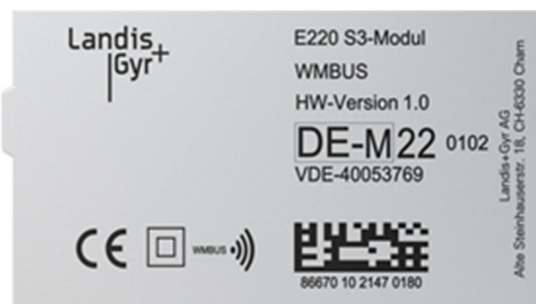 Landis
Gyr+
E220 S3-Modul
WMBUS
HW-Version 1.0
DE-M 22 0102
VDE-40053769
Landis+Gyr AG
Alte Steinhauserstr. 18, CH-6330 Cham
CE
WMBUS
86670 10 2147 0180